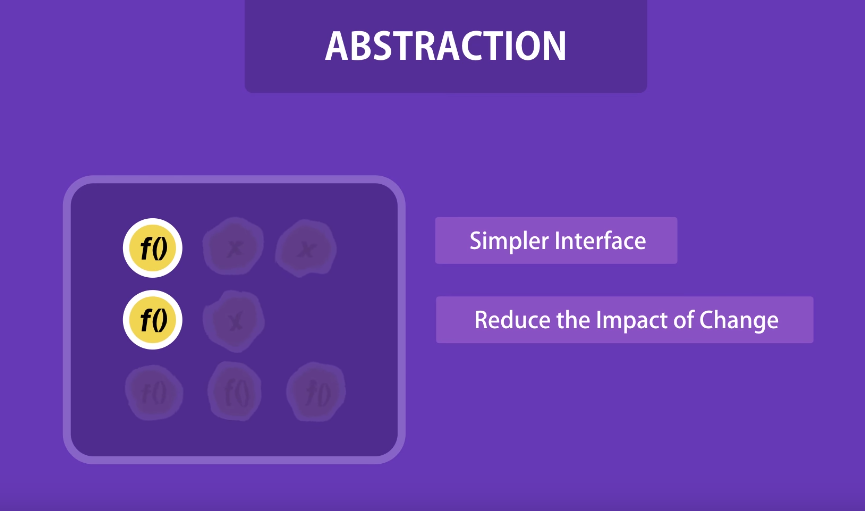 ABSTRACTION
f() x x
f() x
f() f() f()
Simpler Interface
Reduce the Impact of Change